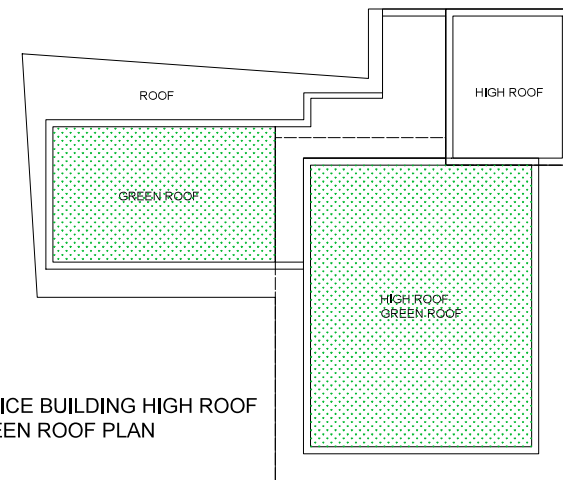 ROOF
HIGH ROOF
GREEN ROOF
HIGH ROOF
GREEN ROOF
ICE BUILDING HIGH ROOF
EEN ROOF PLAN